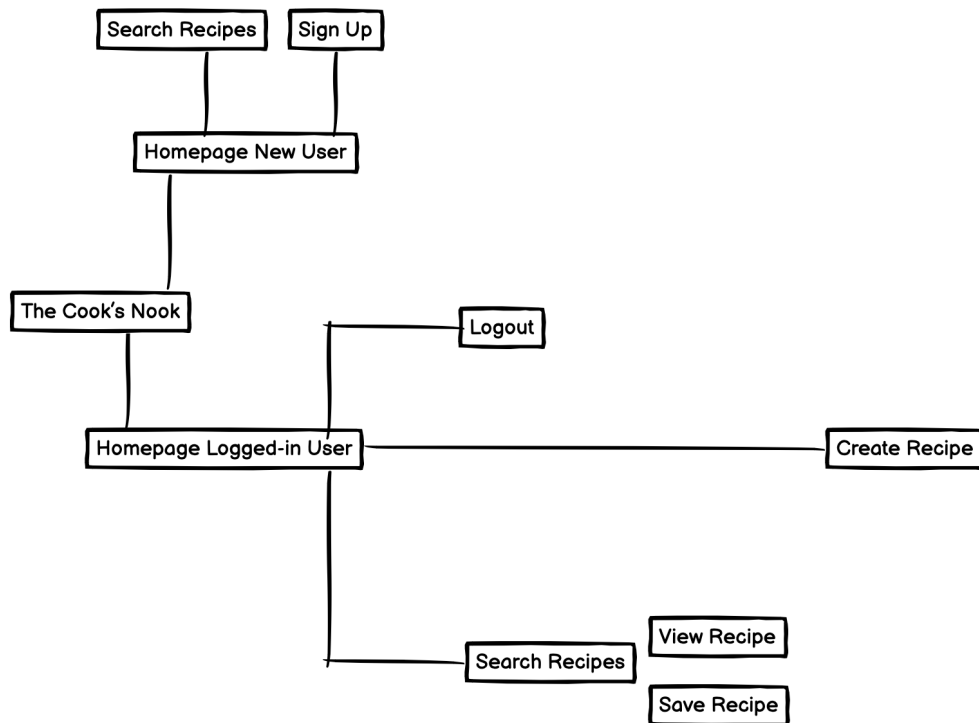 Search Recipes
Sign Up
Homepage New User
The Cook's Nook
Logout
Homepage Logged-in User
Create Recipe
View Recipe
Search Recipes
Save Recipe